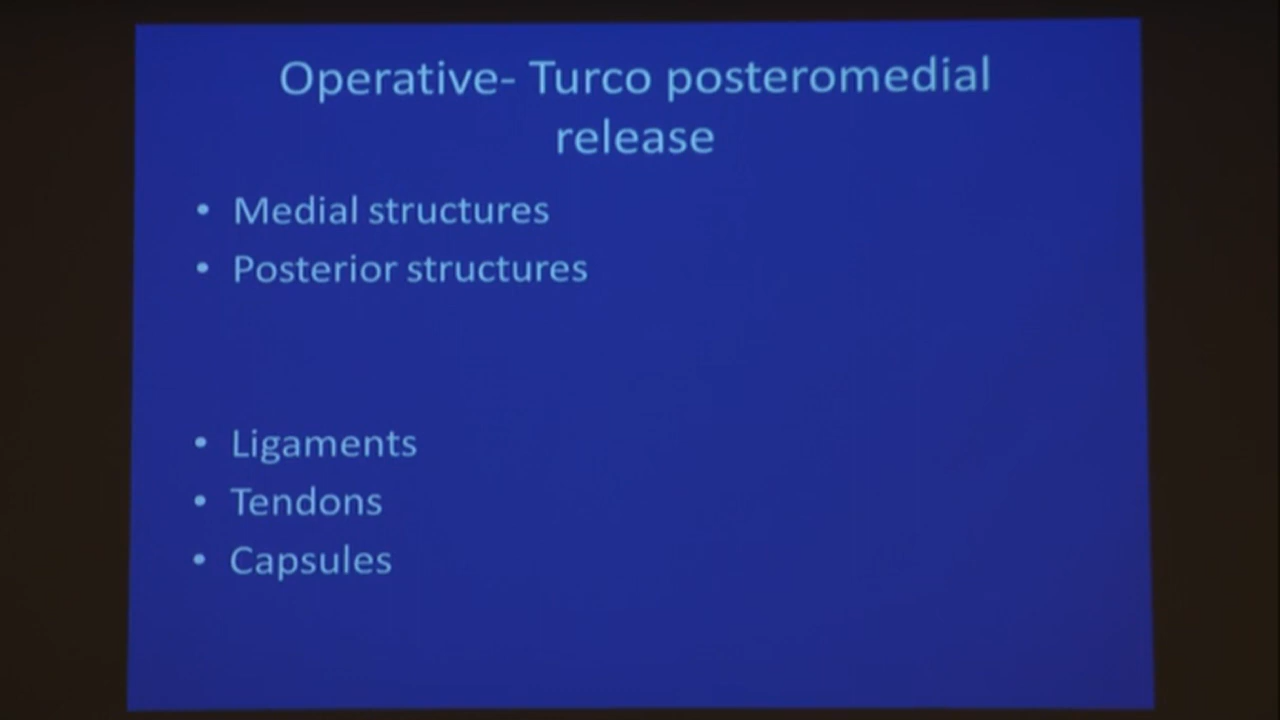 Operative- Turco posteromedial
release
• Medial structures
• Posterior structures
• Ligaments
• Tendons
• Capsules